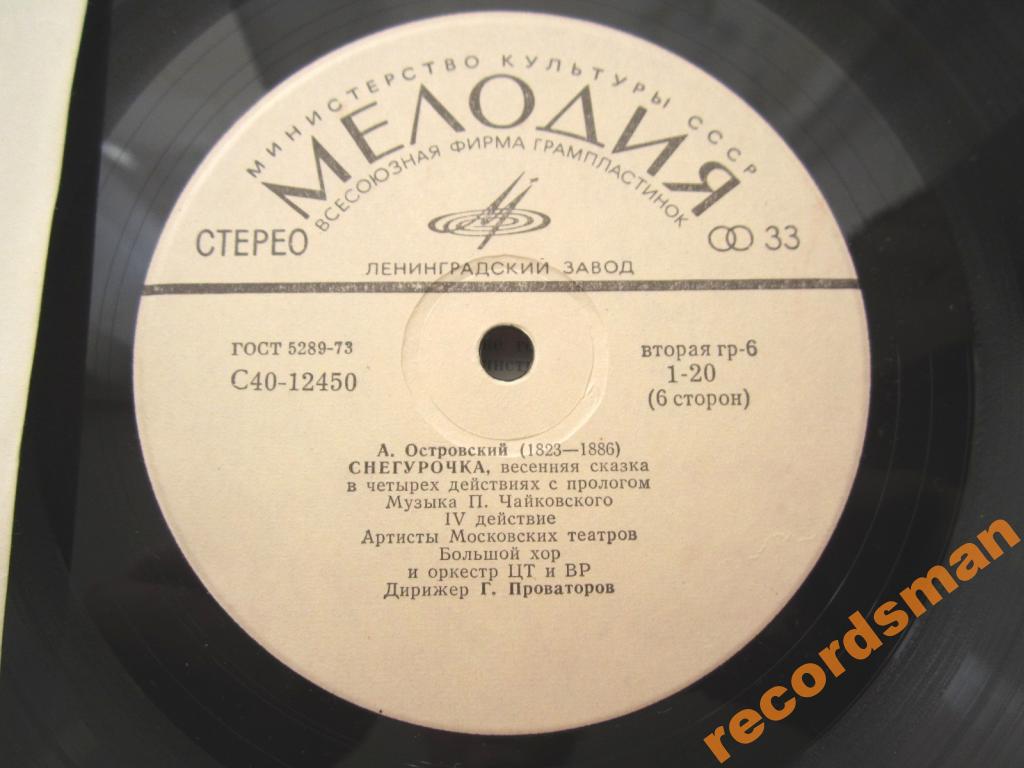 МИНИСТЕРСТВО КУЛЬТУРЫ СССР
МЕЛОДИЯ
ВСЕСОЮЗНАЯ ФИРМА ГРАМПЛАСТИНОК
СТЕРЕО
33
ЛЕНИНГРАДСКИЙ ЗАВОД
ГОСТ 5289-73
С40-12450
вторая гр-6
1-20
(6 сторон)
А. Островский (1823—1886)
СНЕГУРОЧКА, весенняя сказка
в четырех действиях с прологом
Музыка П. Чайковского
IV действие
Артисты Московских театров
Большой хор
и оркестр ЦТ и ВР
Дирижер Г. Проваторов
recordsman